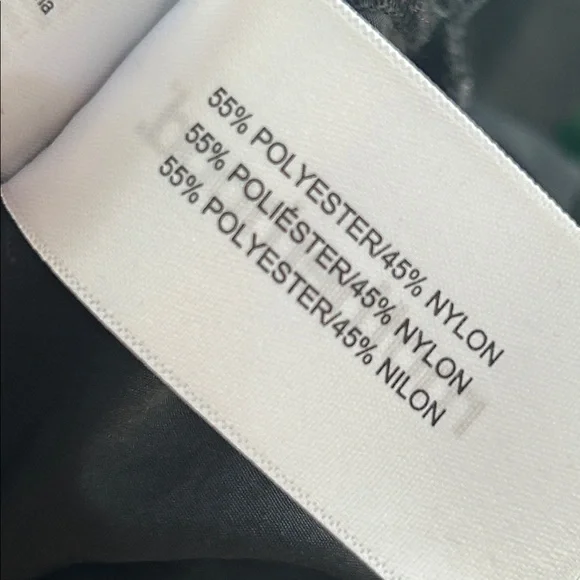 55% POLYESTER/45% NYLON
55% POLIÉSTER/45% NYLON
55% POLYESTER/45% NILON